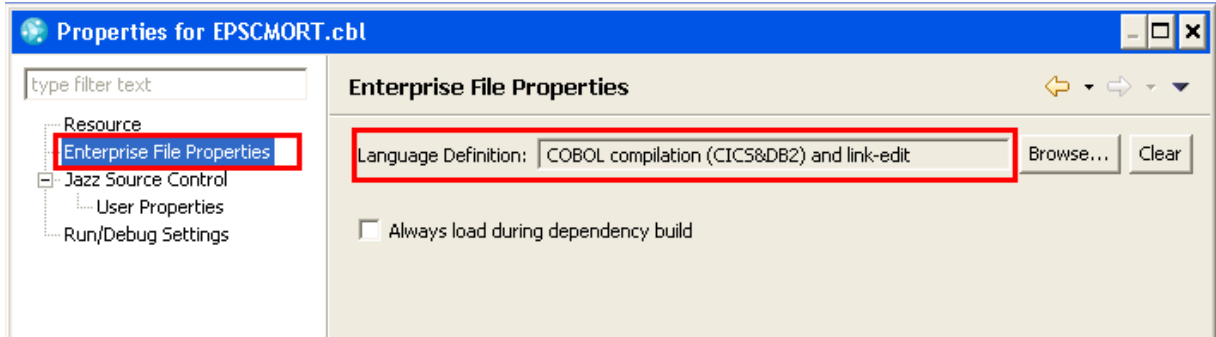 Properties for EPSCMORT.cbl
type filter text
Resource
Enterprise File Properties
Jazz Source Control
User Properties
Run/Debug Settings
Enterprise File Properties
Language Definition: COBOL compilation (CICS&DB2) and link-edit Browse... Clear
Always load during dependency build